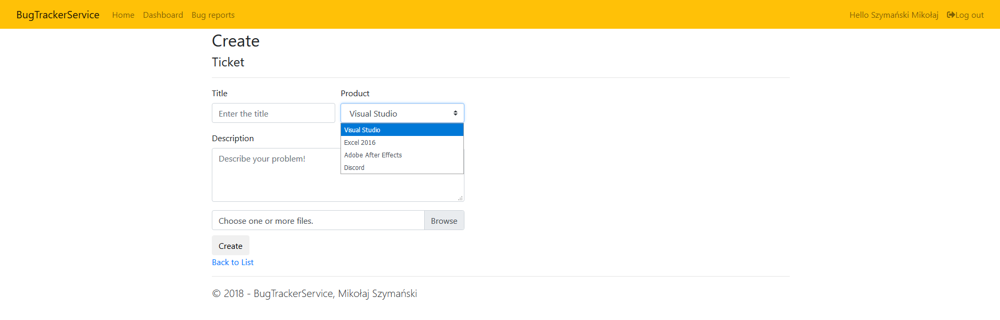 BugTrackerService Home Dashboard Bug reports Hello Szymański Mikołaj Log out
Create
Ticket
Title Product
Enter the title Visual Studio
Visual Studio
Description
Excel 2016
Adobe After Effects
Describe your problem!
Discord
Choose one or more files. Browse
Create
Back to List
© 2018 - BugTrackerService, Mikołaj Szymański